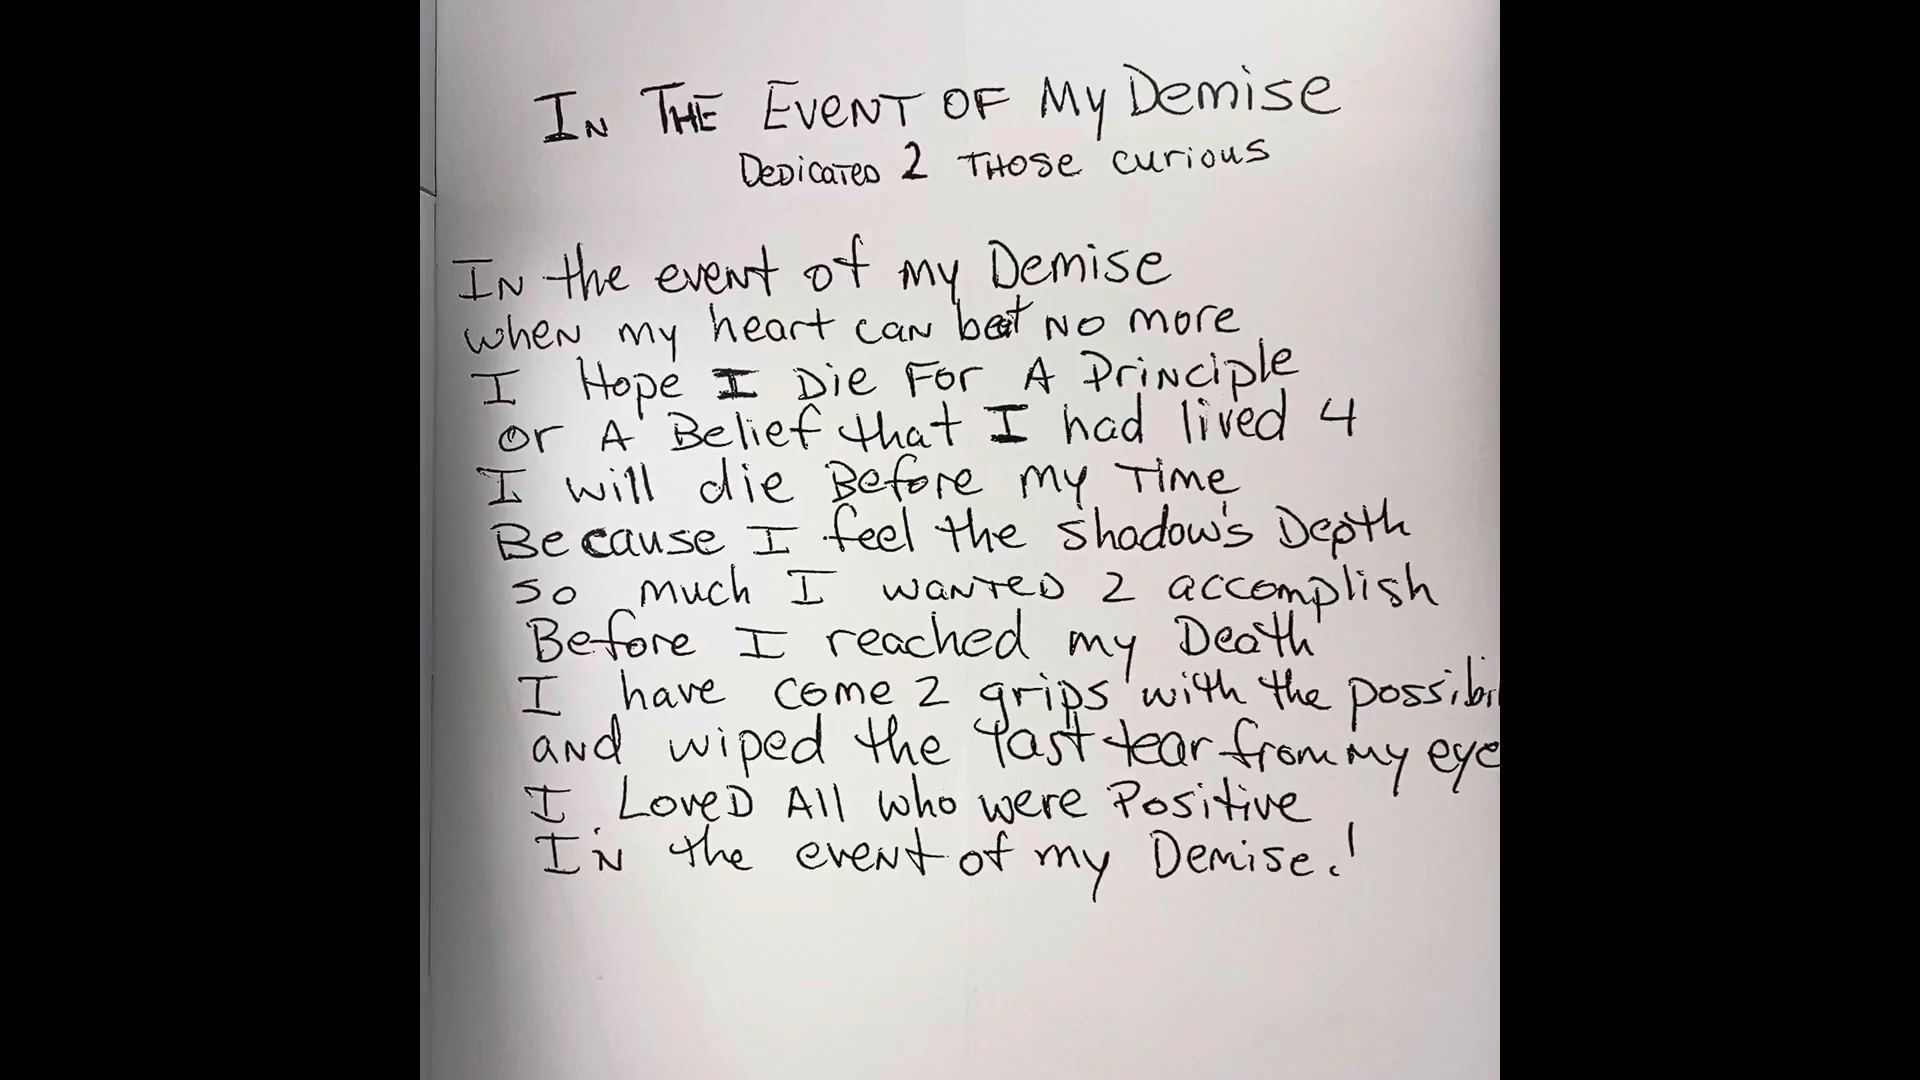 IN THE EVENT OF My Demise
DEDICATED 2 THOSE curious
IN the event of my Demise
when my heart can beat no more
I Hope I Die For A Principle
or A Belief that I had lived 4
I will die Before my Time
Because I feel the shadow's Depth
so much I wanted 2 accomplish
Before I reached my Death
I have come 2 grips with the possibi
and wiped the last tear from my eye
I Loved All who were Positive
In the event of my Demise!